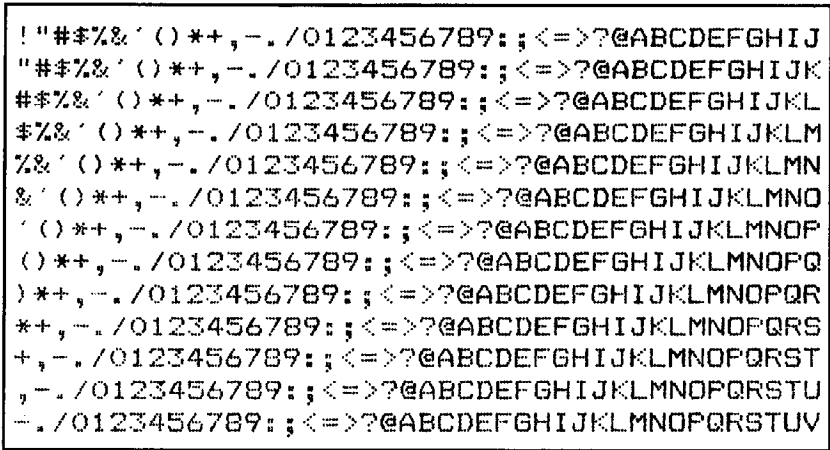 !"#$%&´()*+,-./0123456789:;<=>?@ABCDEFGHIJ
"#$%&´()*+,-./0123456789:;<=>?@ABCDEFGHIJK
#$%&´()*+,-./0123456789:;<=>?@ABCDEFGHIJKL
$%&´()*+,-./0123456789:;<=>?@ABCDEFGHIJKLM
%&´()*+,-./0123456789:;<=>?@ABCDEFGHIJKLMN
&´()*+,-./0123456789:;<=>?@ABCDEFGHIJKLMNO
´()*+,-./0123456789:;<=>?@ABCDEFGHIJKLMNOP
()*+,-./0123456789:;<=>?@ABCDEFGHIJKLMNOPQ
)*+,-./0123456789:;<=>?@ABCDEFGHIJKLMNOPQR
*+,-./0123456789:;<=>?@ABCDEFGHIJKLMNOPQRS
+,-./0123456789:;<=>?@ABCDEFGHIJKLMNOPQRST
,-./0123456789:;<=>?@ABCDEFGHIJKLMNOPQRSTU
-./0123456789:;<=>?@ABCDEFGHIJKLMNOPQRSTUV